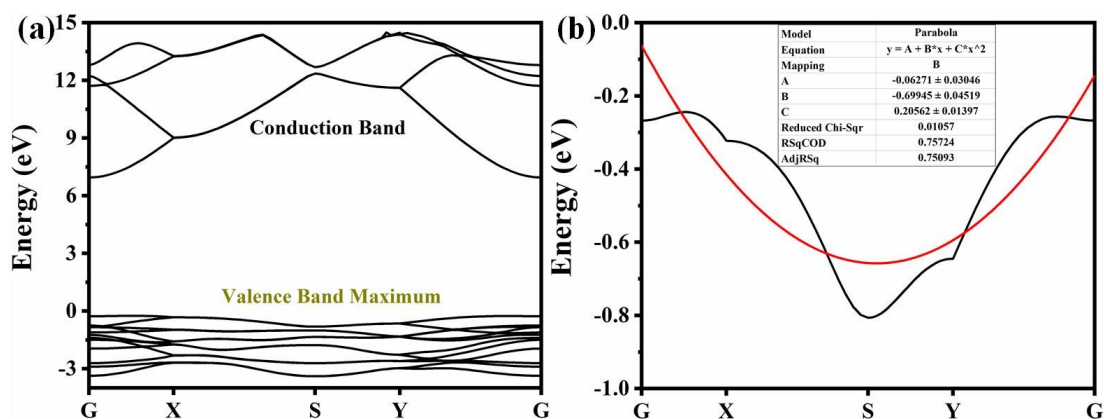 (a)
15
12
9
6
3
0
-3
Energy (eV)
Conduction Band
Valence Band Maximum
G X S Y G
(b)
0.0
-0.2
-0.4
-0.6
-0.8
-1.0
Energy (eV)
Model Parabola
Equation y = A + B*x + C*x^2
Mapping B
A -0.06271 ± 0.03046
B -0.69945 ± 0.04519
C 0.20562 ± 0.01397
Reduced Chi-Sqr 0.01057
RSqCOD 0.75724
AdjRSq 0.75093
G X S Y G